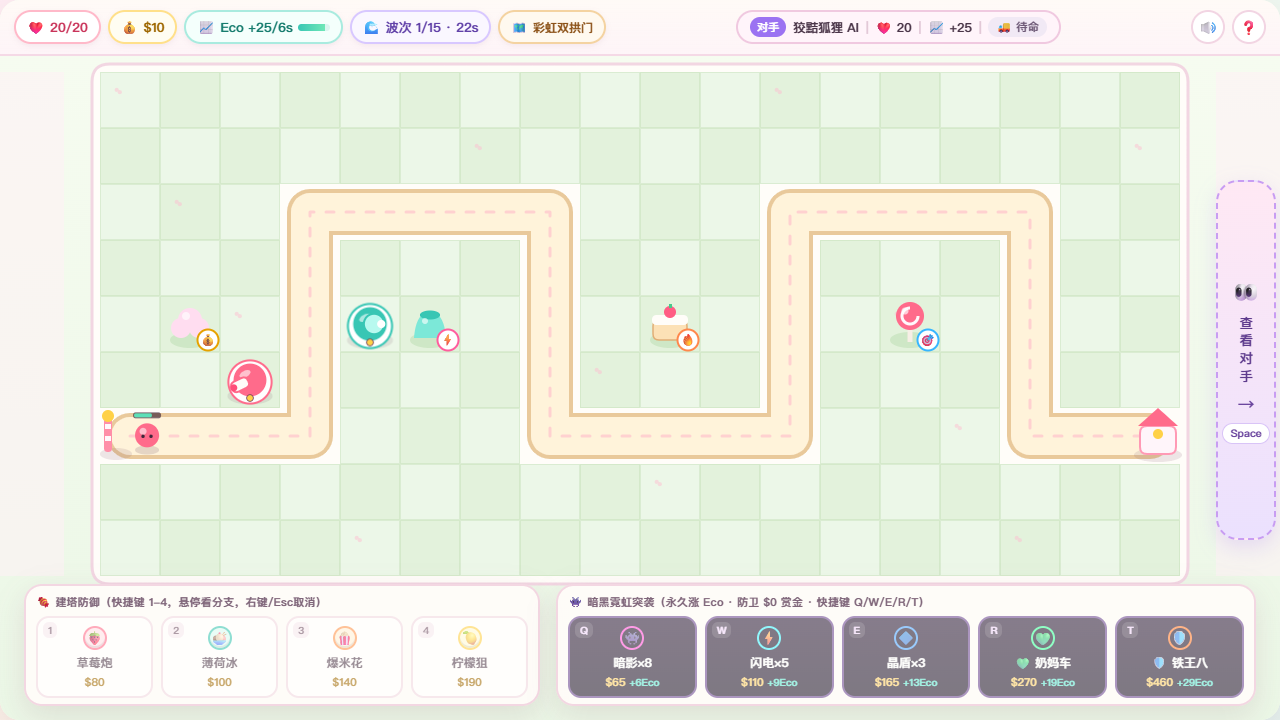 20/20
$10
Eco +25/6s
波次 1/15 · 22s
彩虹双拱门
对手 狡黠狐狸 AI | 20 | +25 | 待命
?
查看对手
→
Space
建塔防御（快捷键 1–4，悬停看分支，右键/Esc取消）
1
草莓炮
$80
2
薄荷冰
$100
3
爆米花
$140
4
柠檬狙
$190
暗黑霓虹突袭（永久涨 Eco · 防卫 $0 赏金 · 快捷键 Q/W/E/R/T）
Q
暗影x8
$65 +6Eco
W
闪电x5
$110 +9Eco
E
晶盾x3
$165 +13Eco
R
奶妈车
$270 +19Eco
T
铁王八
$460 +29Eco